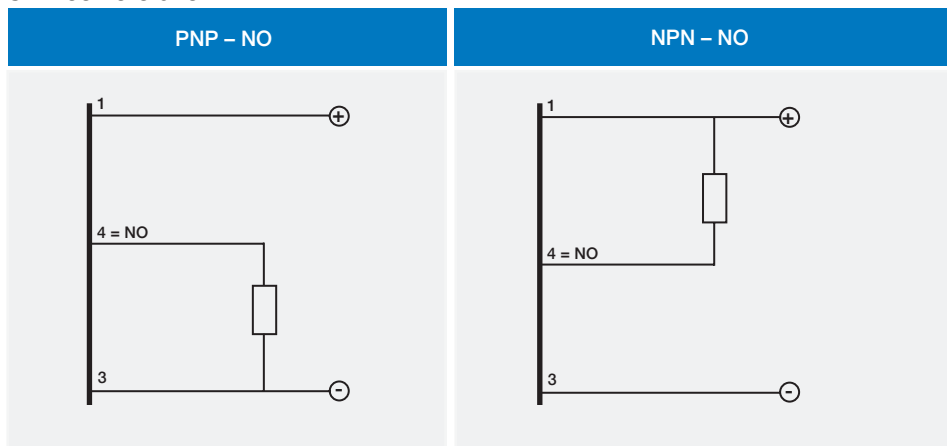 PNP – NO
1
+
4 = NO
3
-
NPN – NO
1
+
4 = NO
3
-